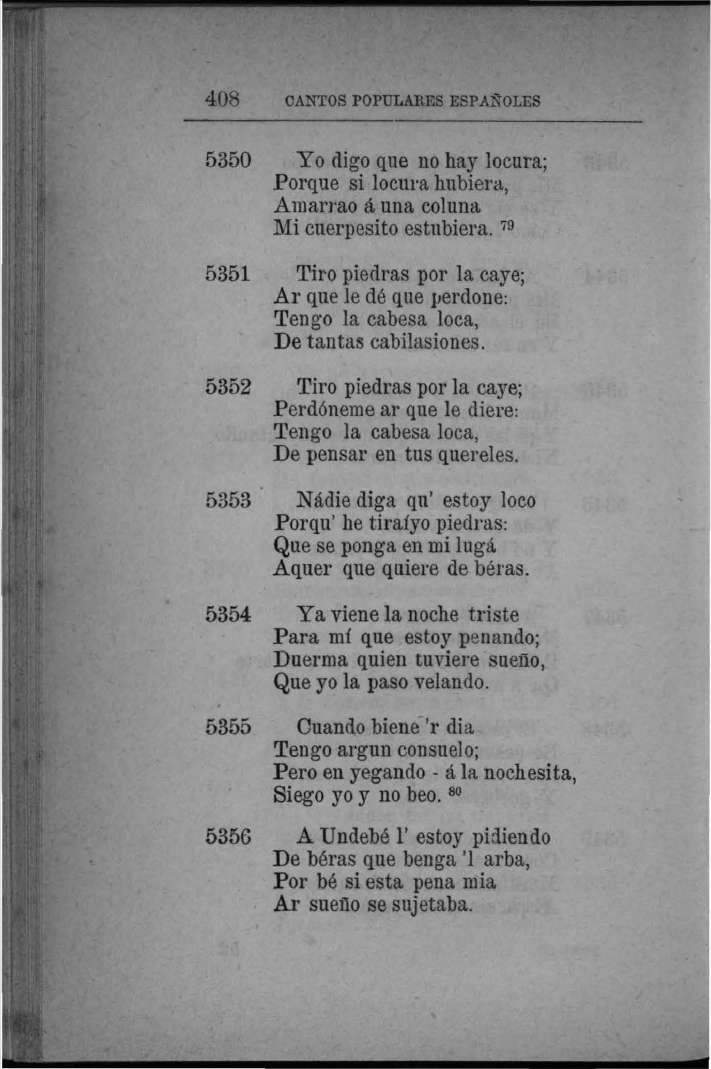 408 CANTOS POPULARES ESPAÑOLES
5350 Yo digo que no hay locura;
Porque si locura hubiera,
Amarrao á una coluna
Mi cuerpesito estubiera. 79
5351 Tiro piedras por la caye;
Ar que le dé que perdone:
Tengo la cabesa loca,
De tantas cabilasiones.
5352 Tiro piedras por la caye;
Perdóneme ar que le diere:
Tengo la cabesa loca,
De pensar en tus quereles.
5353 Nádie diga qu' estoy loco
Porqu' he tiraíyo piedras:
Que se ponga en mi lugá
Aquer que quiere de béras.
5354 Ya viene la noche triste
Para mí que estoy penando;
Duerma quien tuviere sueño,
Que yo la paso velando.
5355 Cuando biene 'r dia
Tengo argun consuelo;
Pero en yegando - á la nochesita,
Siego yo y no beo. 80
5356 A Undebé l' estoy pidiendo
De béras que benga 'l arba,
Por bé si esta pena mia
Ar sueño se sujetaba.